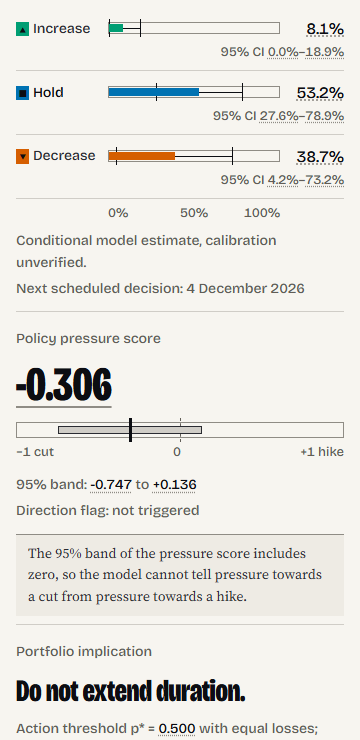 ▲ Increase 8.1%
95% CI 0.0%–18.9%
■ Hold 53.2%
95% CI 27.6%–78.9%
▼ Decrease 38.7%
95% CI 4.2%–73.2%
0% 50% 100%
Conditional model estimate, calibration
unverified.
Next scheduled decision: 4 December 2026
Policy pressure score
-0.306
−1 cut 0 +1 hike
95% band: -0.747 to +0.136
Direction flag: not triggered
The 95% band of the pressure score includes
zero, so the model cannot tell pressure towards
a cut from pressure towards a hike.
Portfolio implication
Do not extend duration.
Action threshold p* = 0.500 with equal losses;